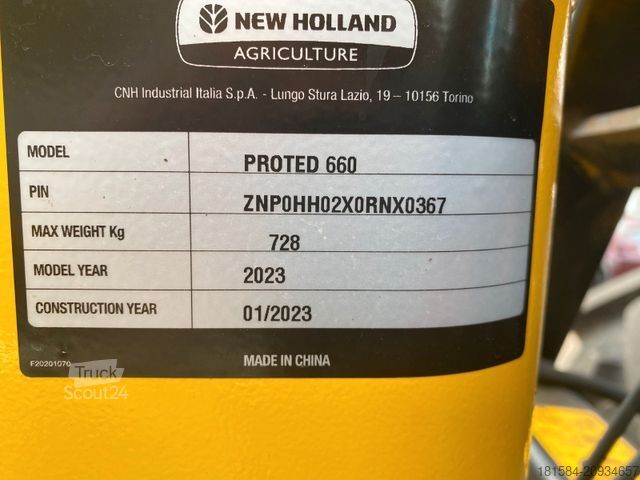 NEW HOLLAND
AGRICULTURE
CNH Industrial Italia S.p.A. - Lungo Stura Lazio, 19 – 10156 Torino
MODEL PROTED 660
PIN ZNP0HH02X0RNX0367
MAX WEIGHT Kg 728
MODEL YEAR 2023
CONSTRUCTION YEAR 01/2023
F20201070 MADE IN CHINA
Truck
Scout24
181584-20934657